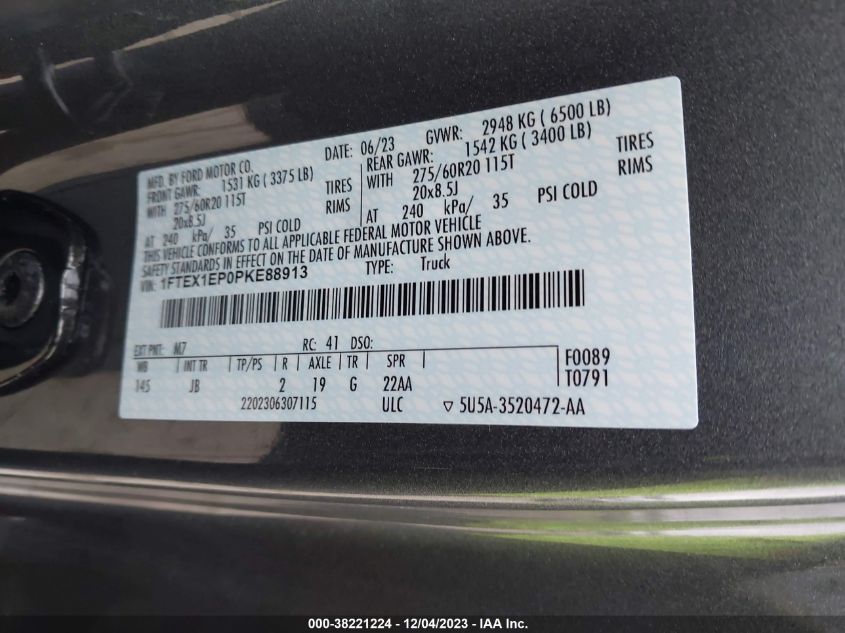 MFD. BY FORD MOTOR CO.
DATE: 06/23 GVWR: 2948 KG ( 6500 LB)
FRONT GAWR: 1531 KG ( 3375 LB)
REAR GAWR: 1542 KG ( 3400 LB)
WITH 275/60R20 115T TIRES
WITH 275/60R20 115T TIRES
20x8.5J RIMS
20x8.5J RIMS
AT 240 kPa/ 35 PSI COLD
AT 240 kPa/ 35 PSI COLD
THIS VEHICLE CONFORMS TO ALL APPLICABLE FEDERAL MOTOR VEHICLE
SAFETY STANDARDS IN EFFECT ON THE DATE OF MANUFACTURE SHOWN ABOVE.
VIN: 1FTEX1EP0PKE88913 TYPE: Truck
EXT PNT: M7 RC: 41 DSO:
WB INT TR TP/PS R AXLE TR SPR F0089
145 JB 2 19 G 22AA T0791
2202306307115 ULC ▽ 5U5A-3520472-AA
000-38221224 - 12/04/2023 - IAA Inc.